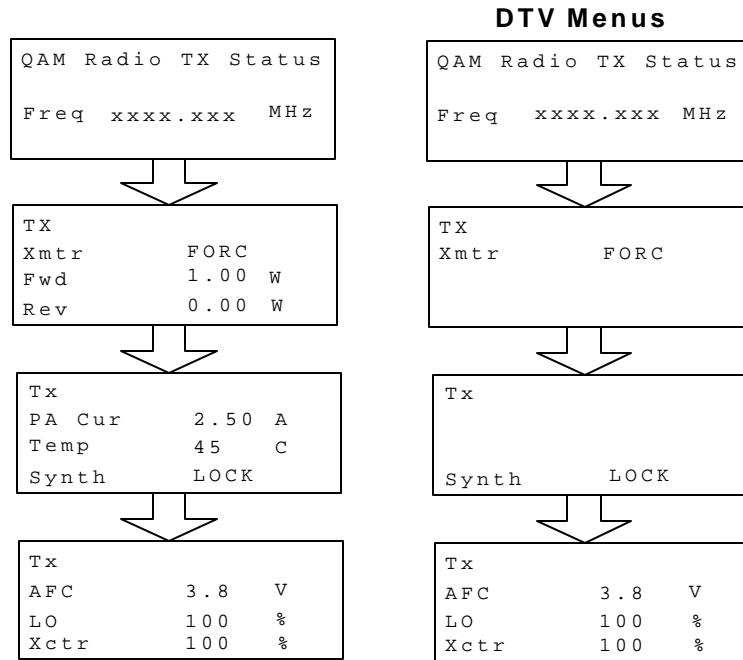 QAM Radio TX Status
Freq xxxx.xxx MHz
TX
Xmtr FORC
Fwd 1.00 W
Rev 0.00 W
Tx
PA Cur 2.50 A
Temp 45 C
Synth LOCK
Tx
AFC 3.8 V
LO 100 %
Xctr 100 %
DTV Menus
QAM Radio TX Status
Freq xxxx.xxx MHz
TX
Xmtr FORC
Tx
Synth LOCK
Tx
AFC 3.8 V
LO 100 %
Xctr 100 %